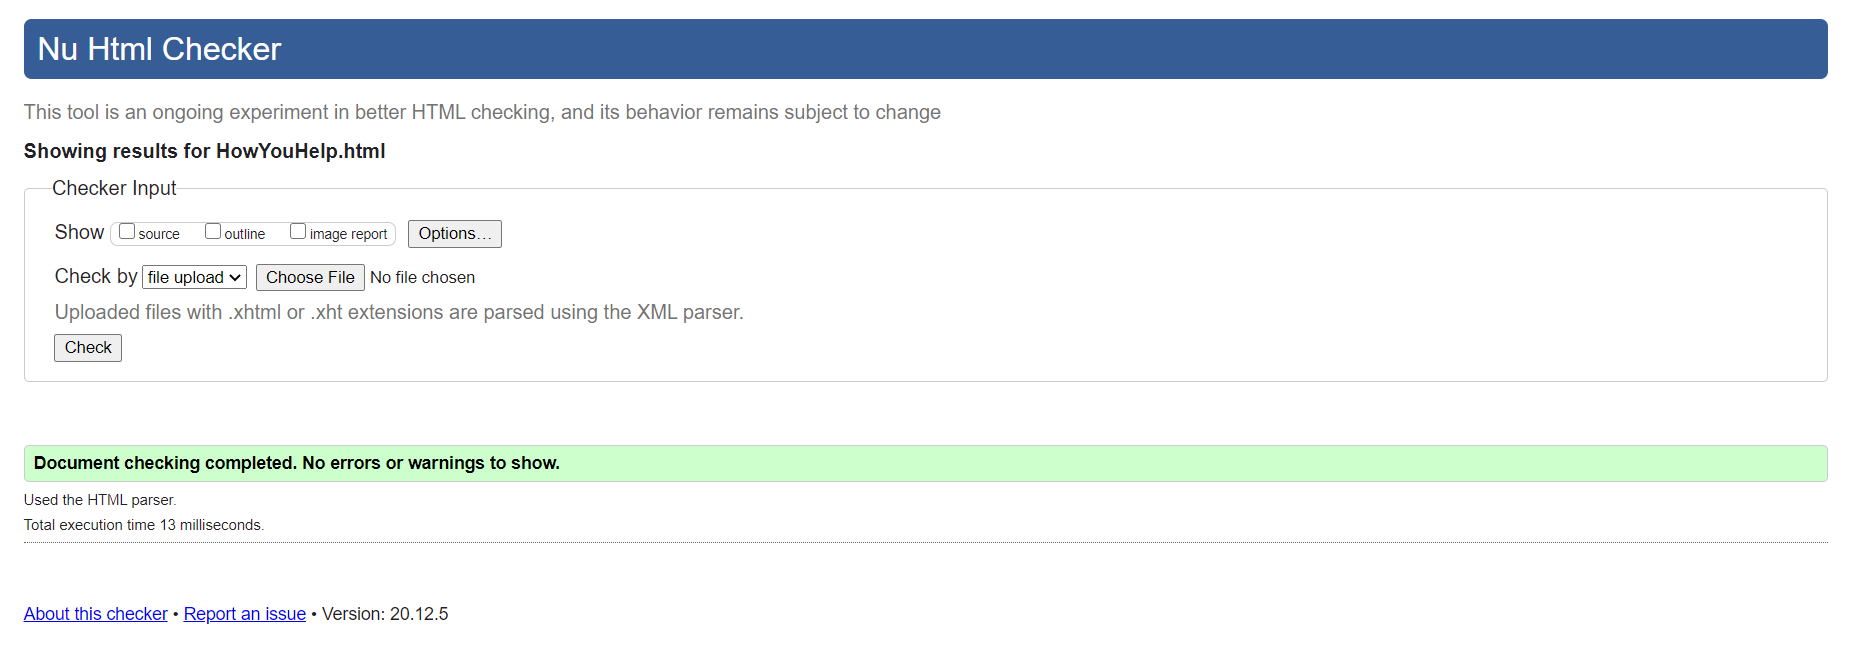 Nu Html Checker
This tool is an ongoing experiment in better HTML checking, and its behavior remains subject to change
Showing results for HowYouHelp.html
Checker Input
Show source outline image report Options...
Check by file upload Choose File No file chosen
Uploaded files with .xhtml or .xht extensions are parsed using the XML parser.
Check
Document checking completed. No errors or warnings to show.
Used the HTML parser.
Total execution time 13 milliseconds.
About this checker • Report an issue • Version: 20.12.5